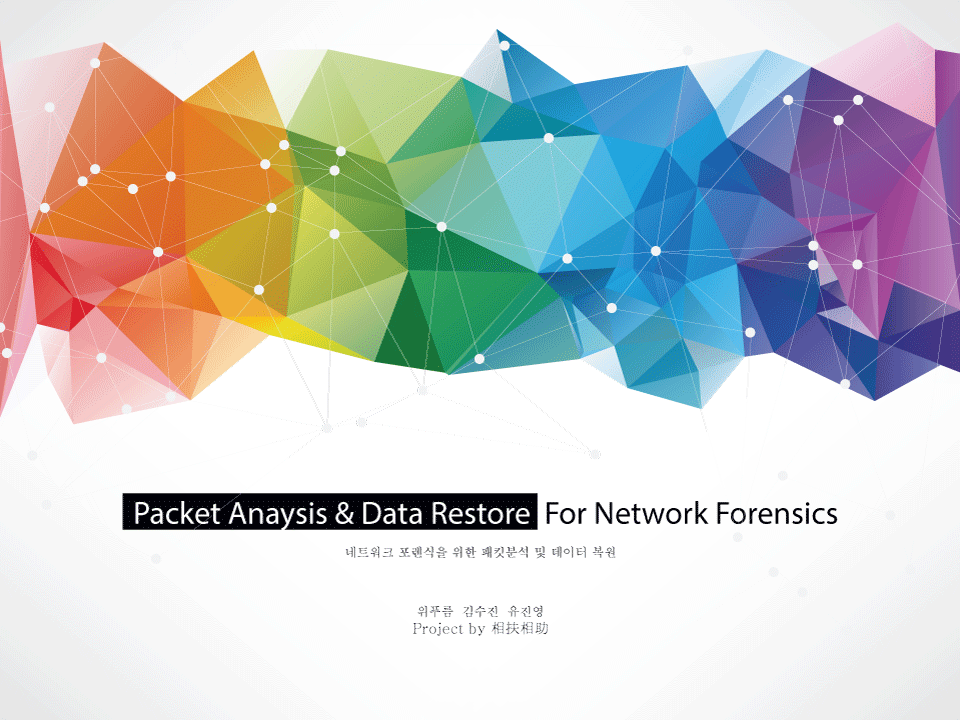 Packet Anaysis & Data Restore For Network Forensics
네트워크 포렌식을 위한 패킷분석 및 데이터 복원
위푸름 김수진 유진영
Project by 相扶相助